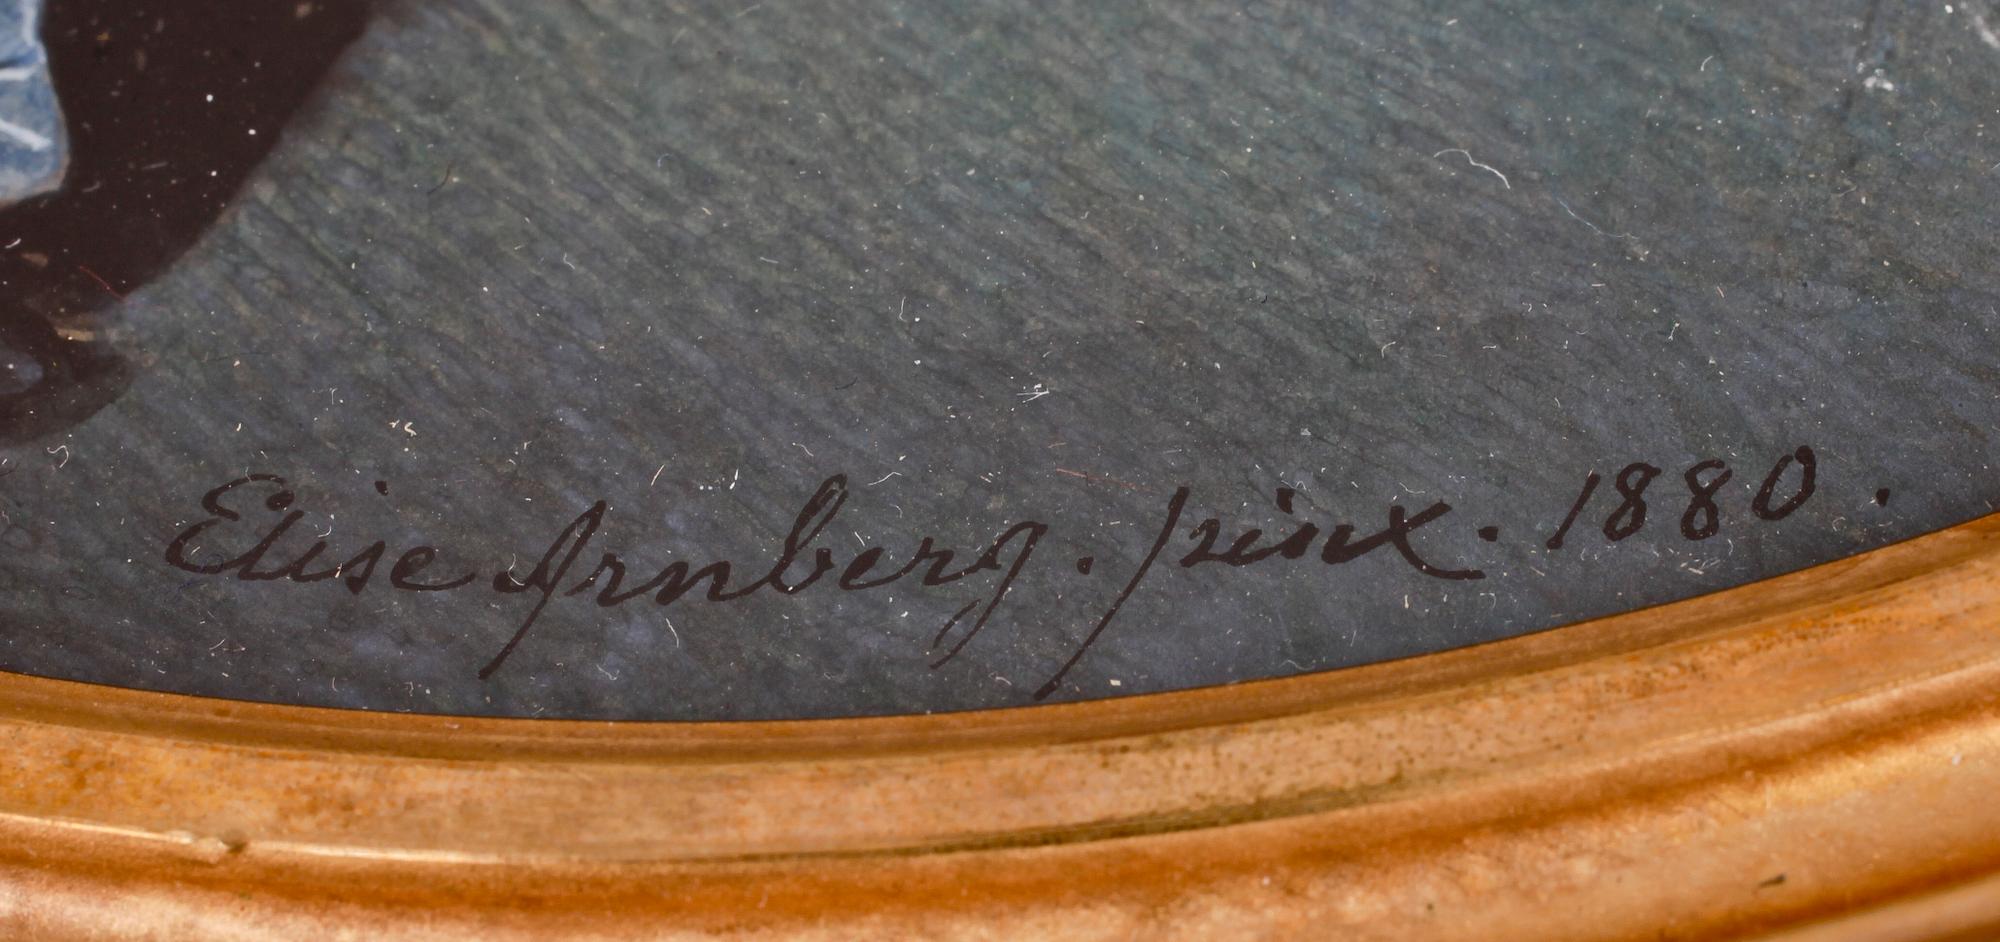 Elise Arnberg. pinx. 1880.